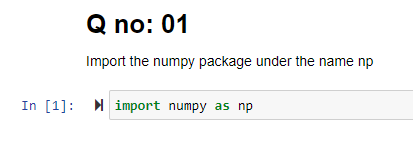 Q no: 01
Import the numpy package under the name np
In [1]: import numpy as np